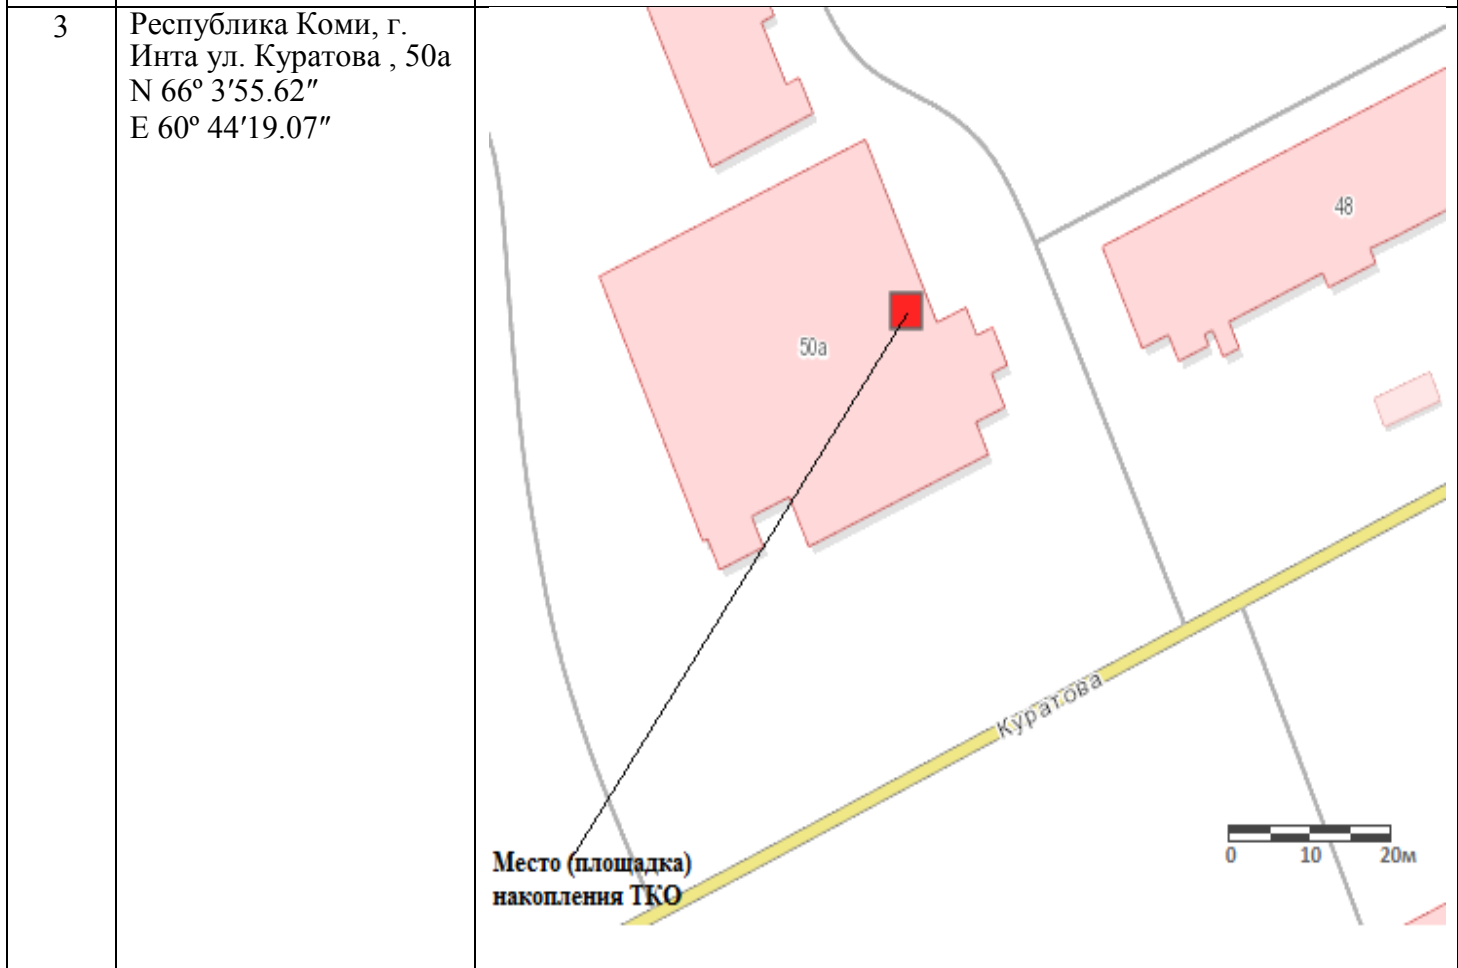 3
Республика Коми, г.
Инта ул. Куратова , 50а
N 66º 3′55.62″
E 60º 44′19.07″
48
50а
Куратова
Место (площадка)
накопления ТКО
0 10 20м